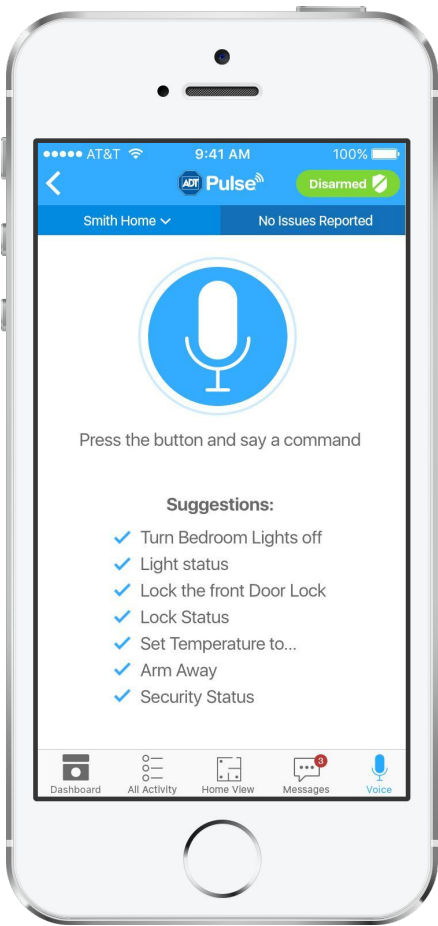 AT&T 9:41 AM 100%
ADT Pulse Disarmed
Smith Home No Issues Reported
Press the button and say a command
Suggestions:
Turn Bedroom Lights off
Light status
Lock the front Door Lock
Lock Status
Set Temperature to...
Arm Away
Security Status
3
Dashboard All Activity Home View Messages Voice